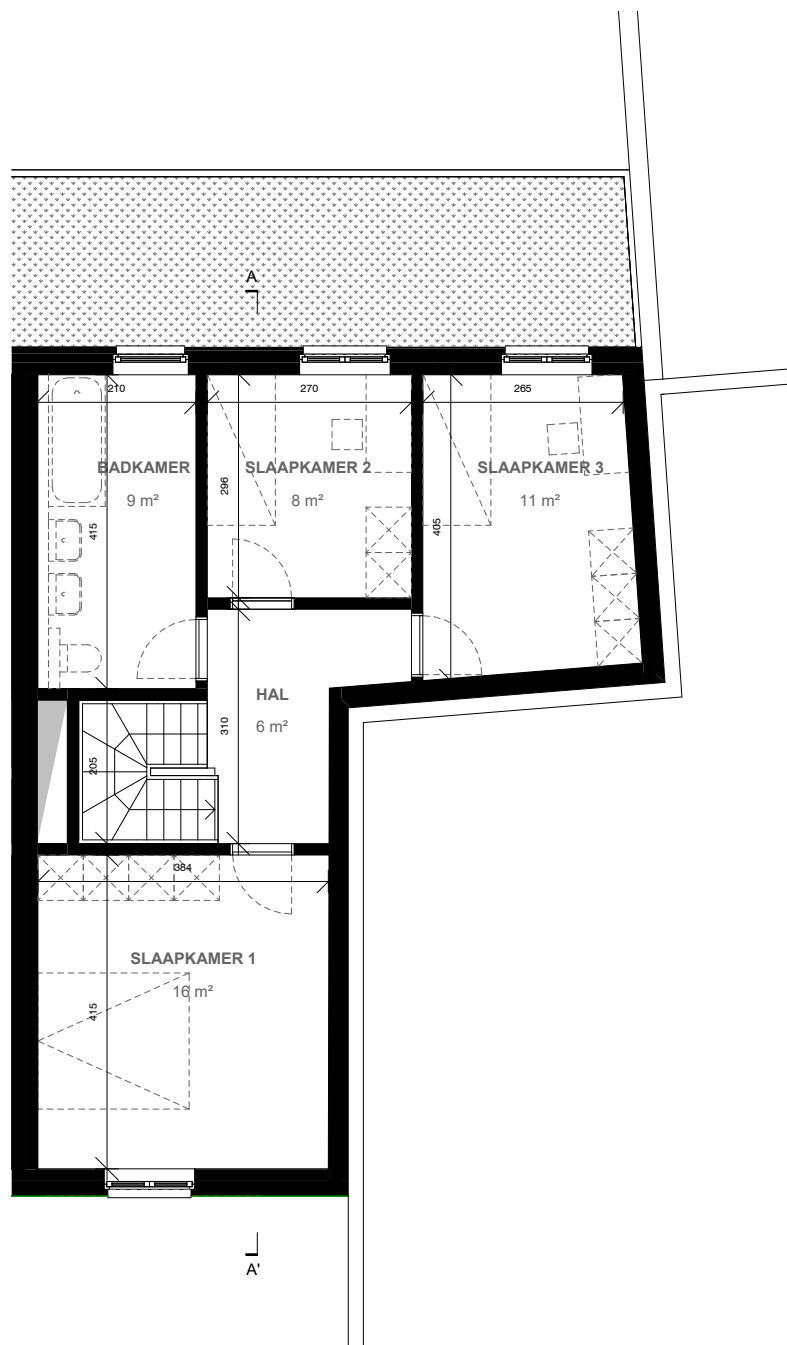 A
210
270
265
BADKAMER
9 m²
SLAAPKAMER 2
8 m²
SLAAPKAMER 3
11 m²
415
296
405
HAL
6 m²
310
205
384
SLAAPKAMER 1
16 m²
415
A'